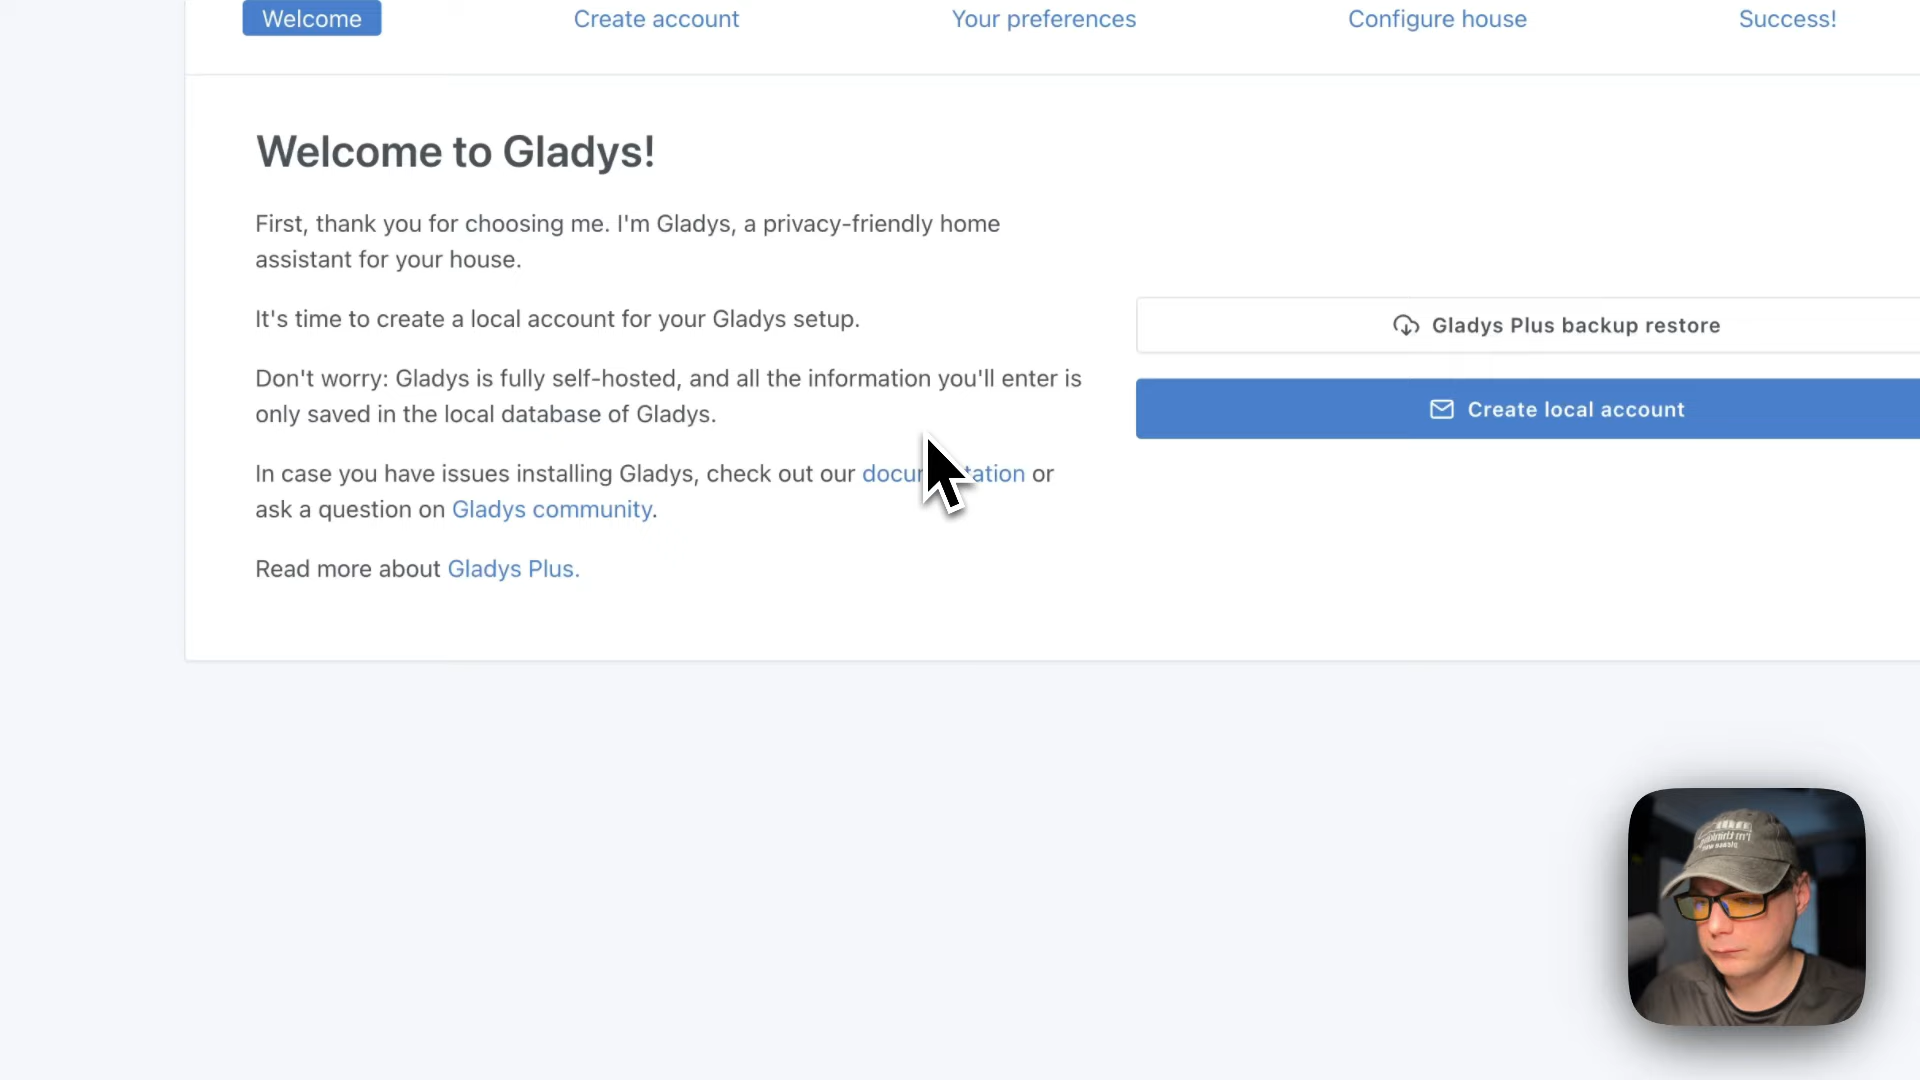 Welcome
Create account
Your preferences
Configure house
Success!
Welcome to Gladys!
First, thank you for choosing me. I'm Gladys, a privacy-friendly home
assistant for your house.
It's time to create a local account for your Gladys setup.
Don't worry: Gladys is fully self-hosted, and all the information you'll enter is
only saved in the local database of Gladys.
In case you have issues installing Gladys, check out our documentation or
ask a question on Gladys community.
Read more about Gladys Plus.
Gladys Plus backup restore
Create local account